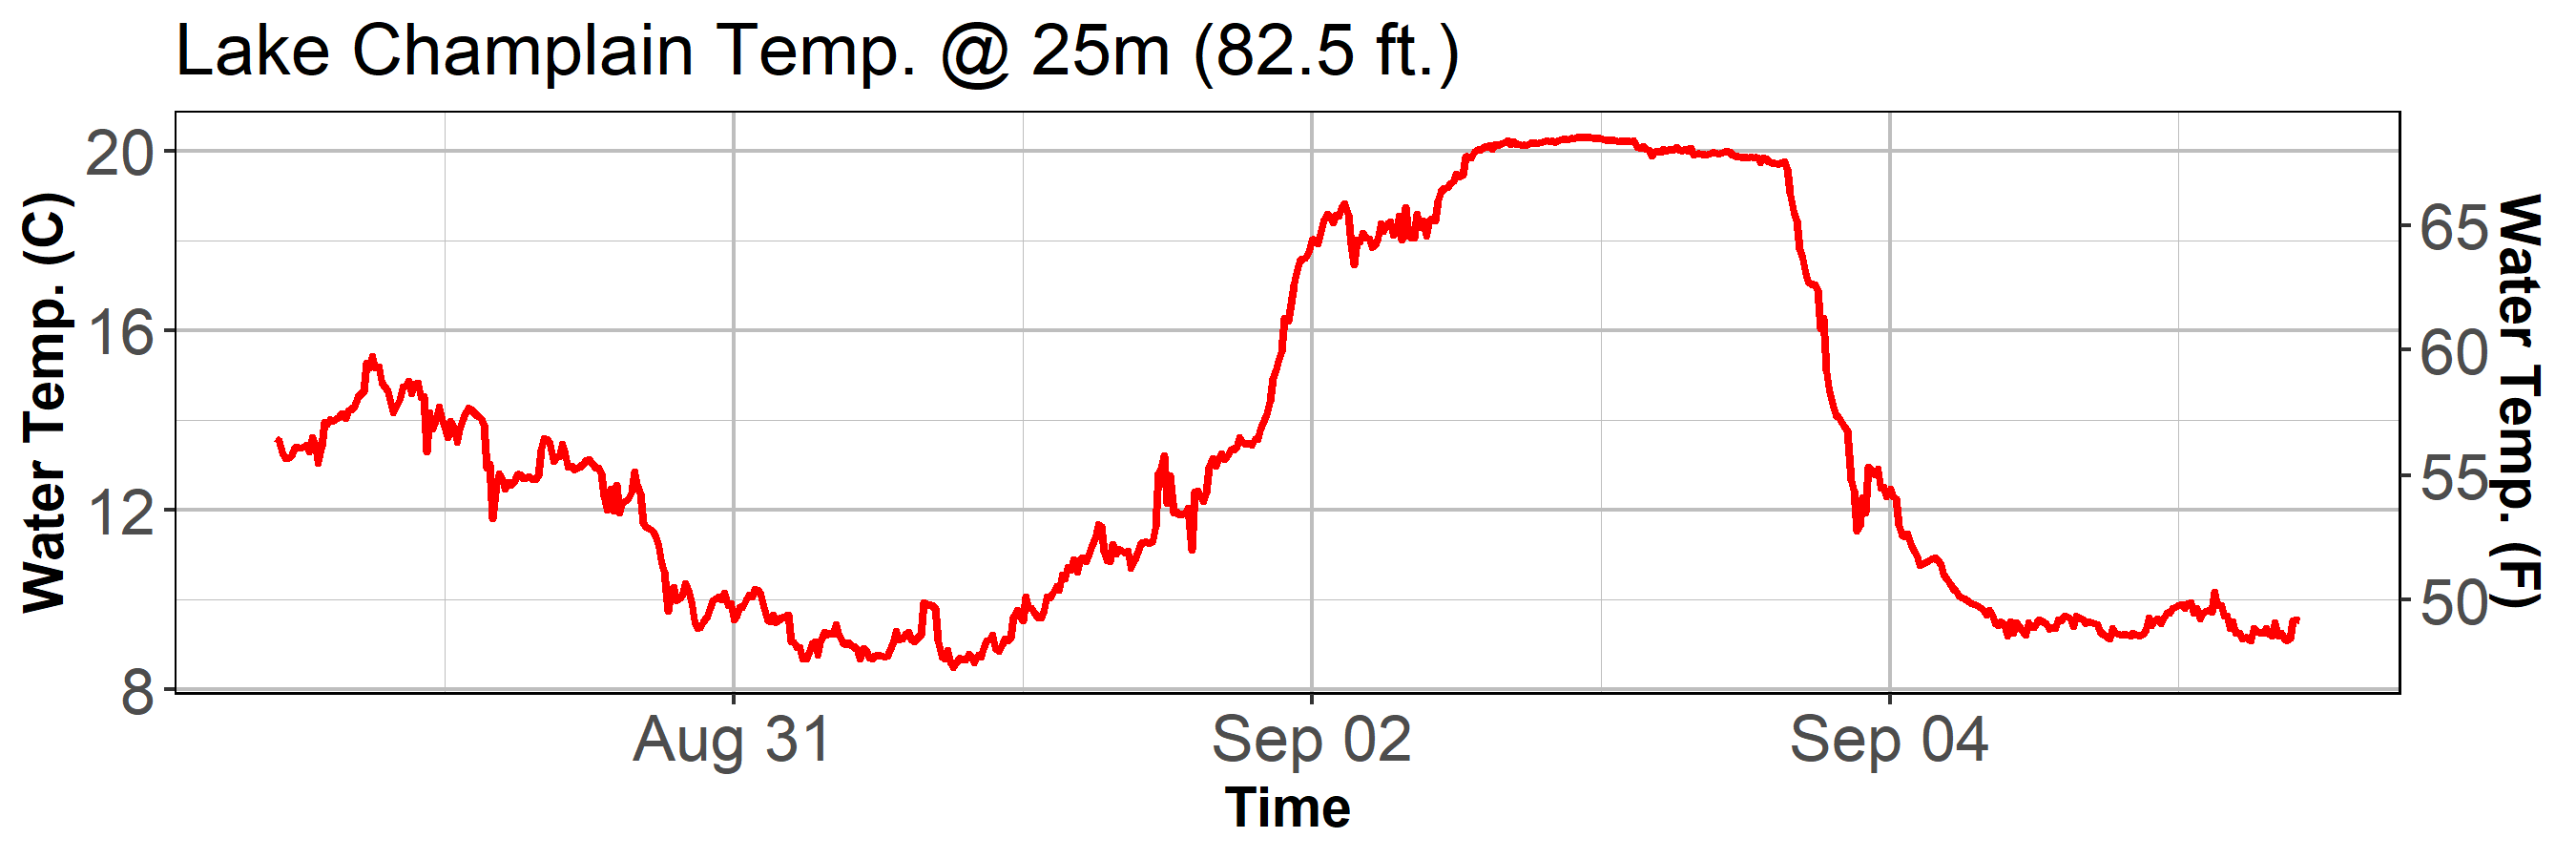 Lake Champlain Temp. @ 25m (82.5 ft.)
Water Temp. (C)
20
16
12
8
65
60
55
50
Water Temp. (F)
Aug 31
Sep 02
Sep 04
Time